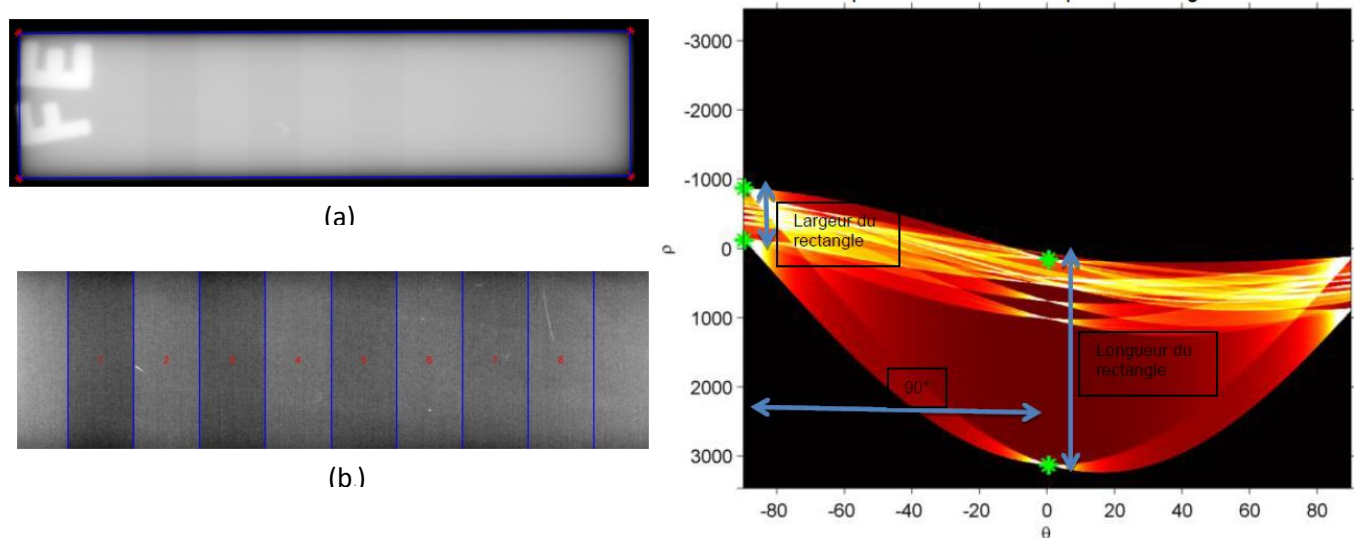 FE
(a)
1 2 3 4 5 6 7 8
(b)
-3000
-2000
-1000
0
1000
2000
3000
ρ
Largeur du
rectangle
Longueur du
rectangle
90°
-80 -60 -40 -20 0 20 40 60 80
θ